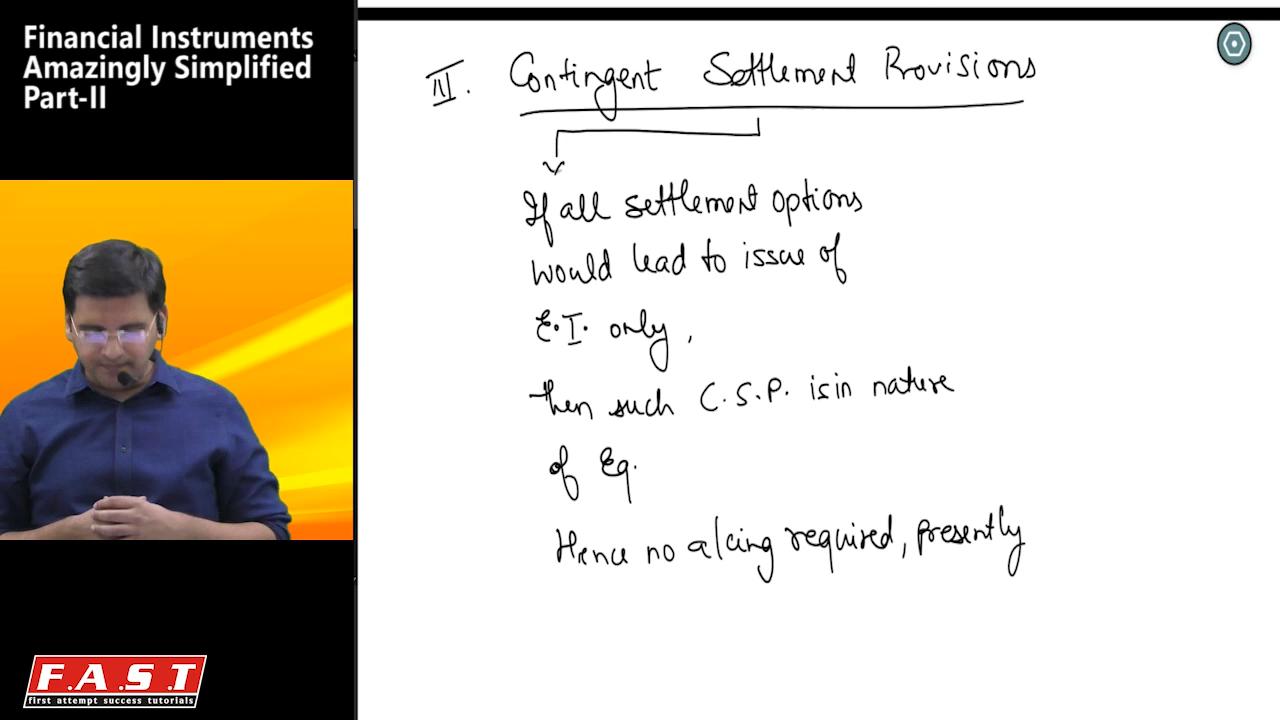 Financial Instruments
Amazingly Simplified
Part-II
III. Contingent Settlement Provisions
If all settlement options
would lead to issue of
E.I. only,
then such C.S.P. is in nature
of Eq.
Hence no a/cing required, presently
F.A.S.T
first attempt success tutorials